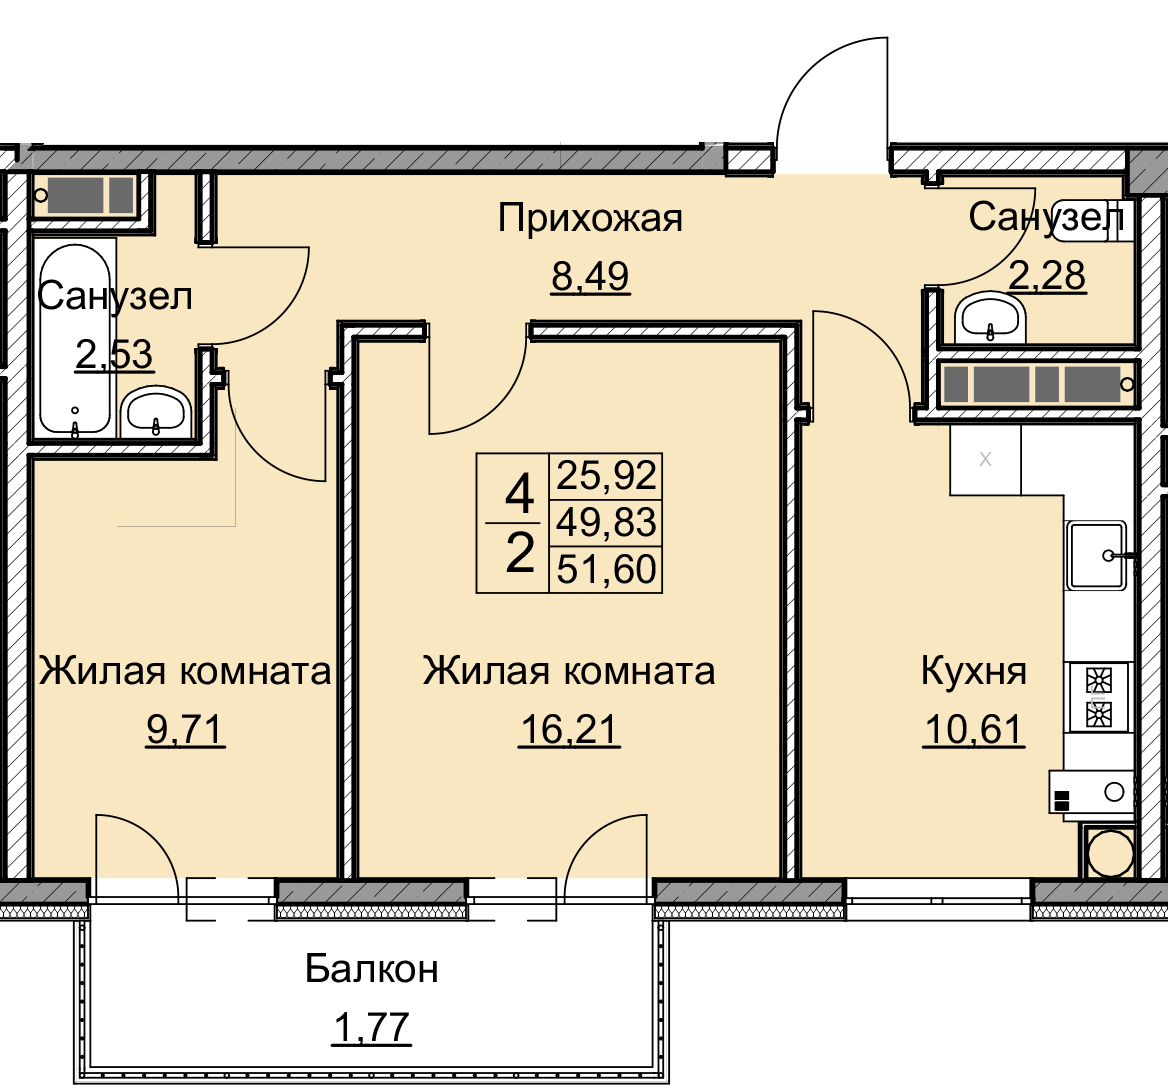 Прихожая
8,49
Санузел
2,28
Санузел
2,53
4
2
25,92
49,83
51,60
X
Жилая комната
9,71
Жилая комната
16,21
Кухня
10,61
Балкон
1,77